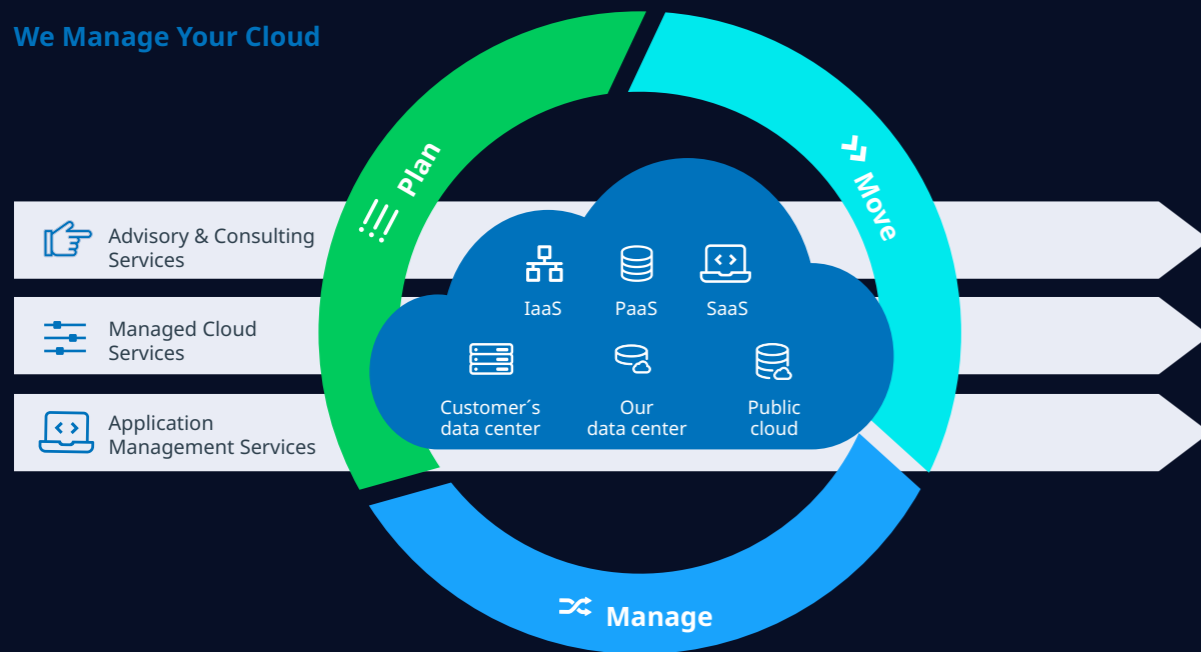 We Manage Your Cloud
Plan
Move
Advisory & Consulting
Services
Managed Cloud
Services
Application
Management Services
IaaS
PaaS
SaaS
Customer´s
data center
Our
data center
Public
cloud
Manage